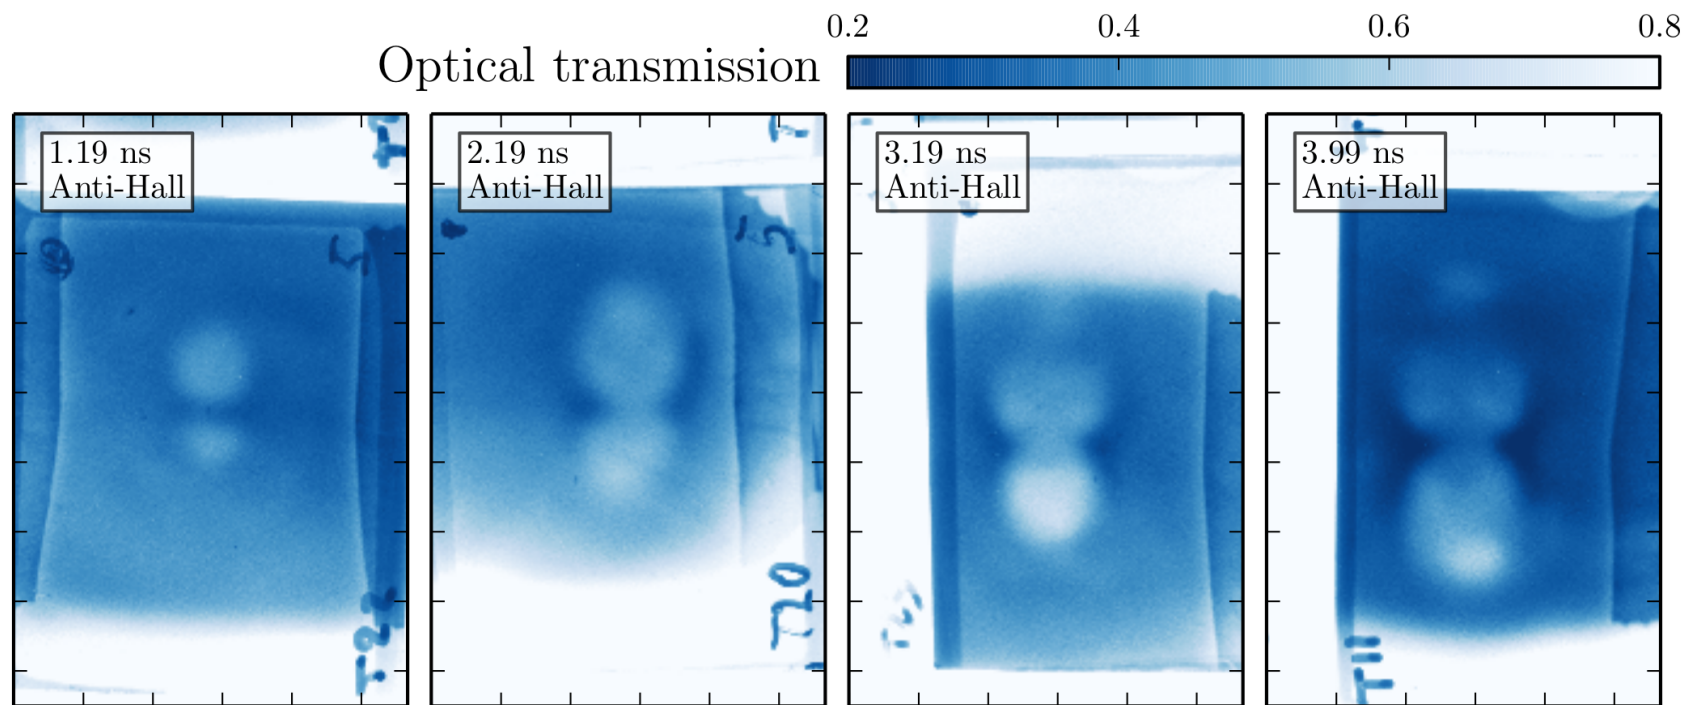 0.2 0.4 0.6 0.8
Optical transmission
1.19 ns
Anti-Hall
2.19 ns
Anti-Hall
3.19 ns
Anti-Hall
3.99 ns
Anti-Hall